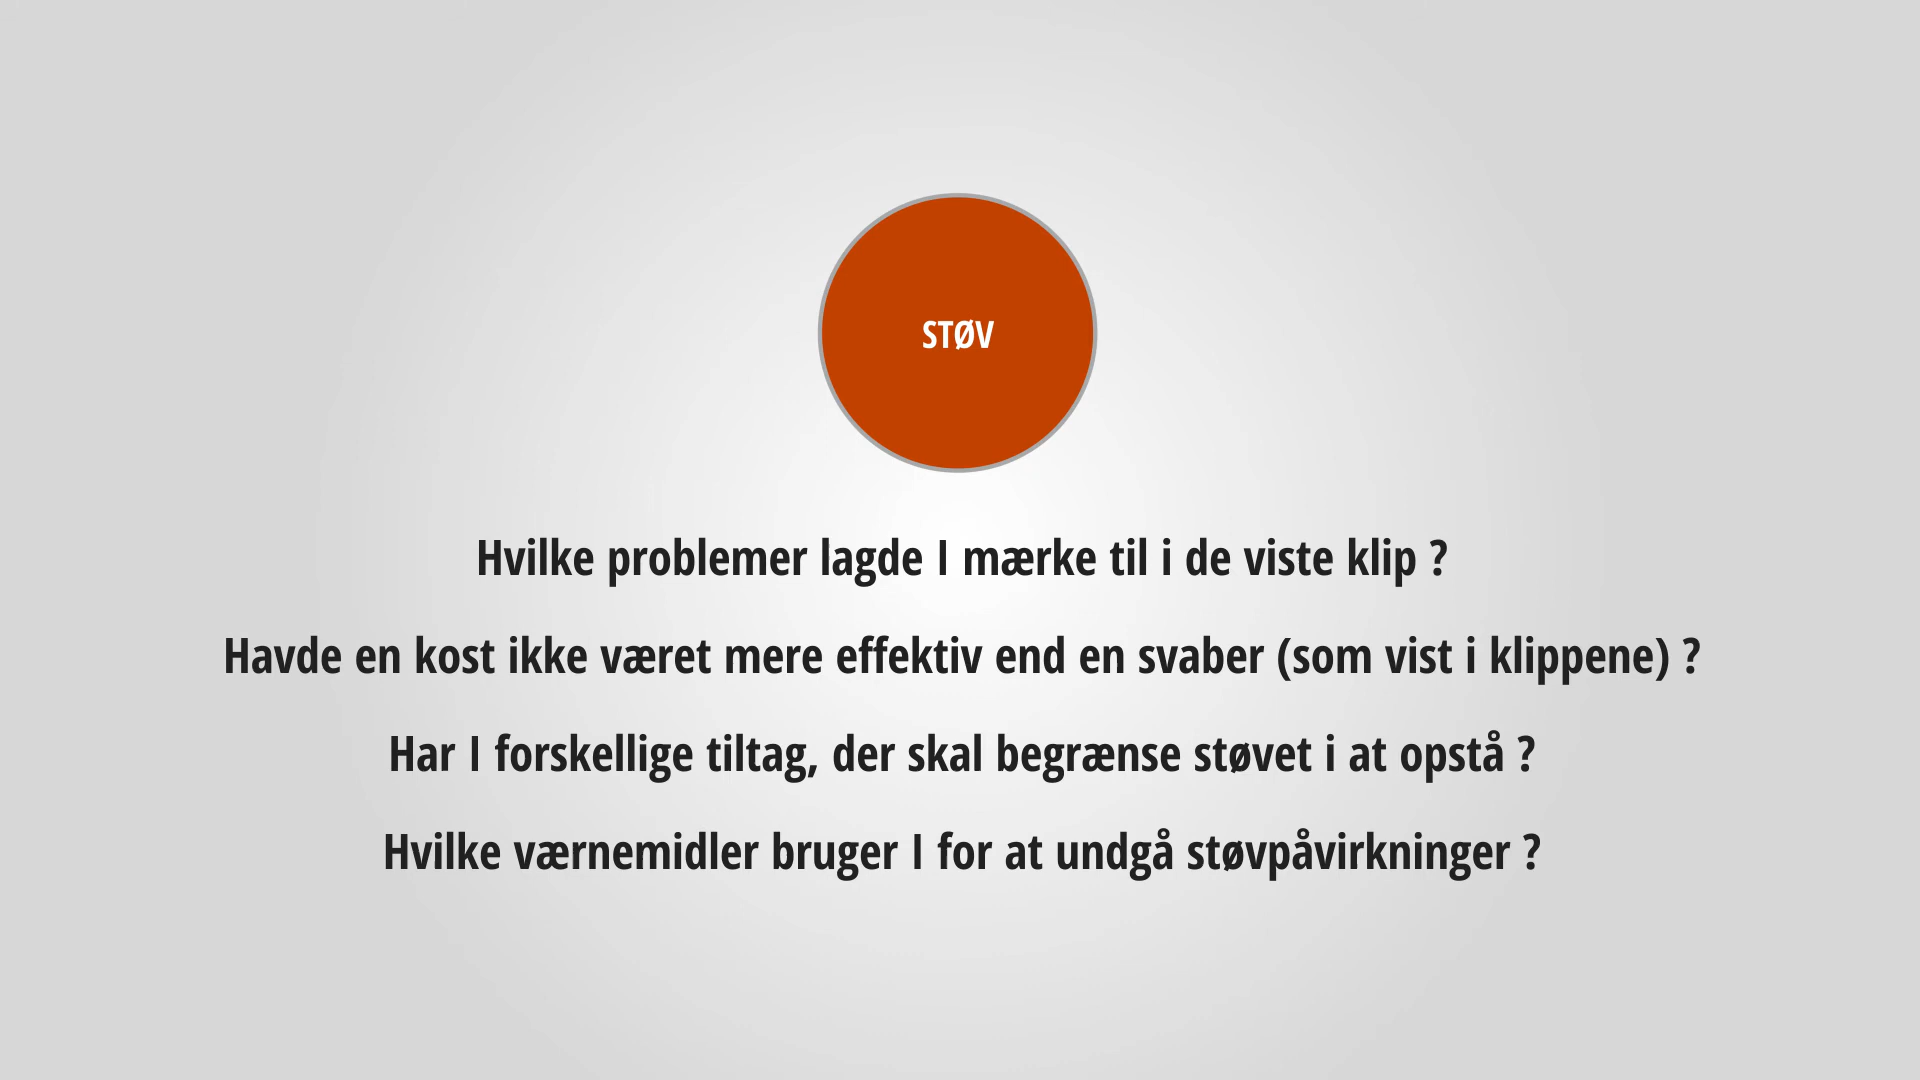 STØV
Hvilke problemer lagde I mærke til i de viste klip ?
Havde en kost ikke været mere effektiv end en svaber (som vist i klippene) ?
Har I forskellige tiltag, der skal begrænse støvet i at opstå ?
Hvilke værnemidler bruger I for at undgå støvpåvirkninger ?